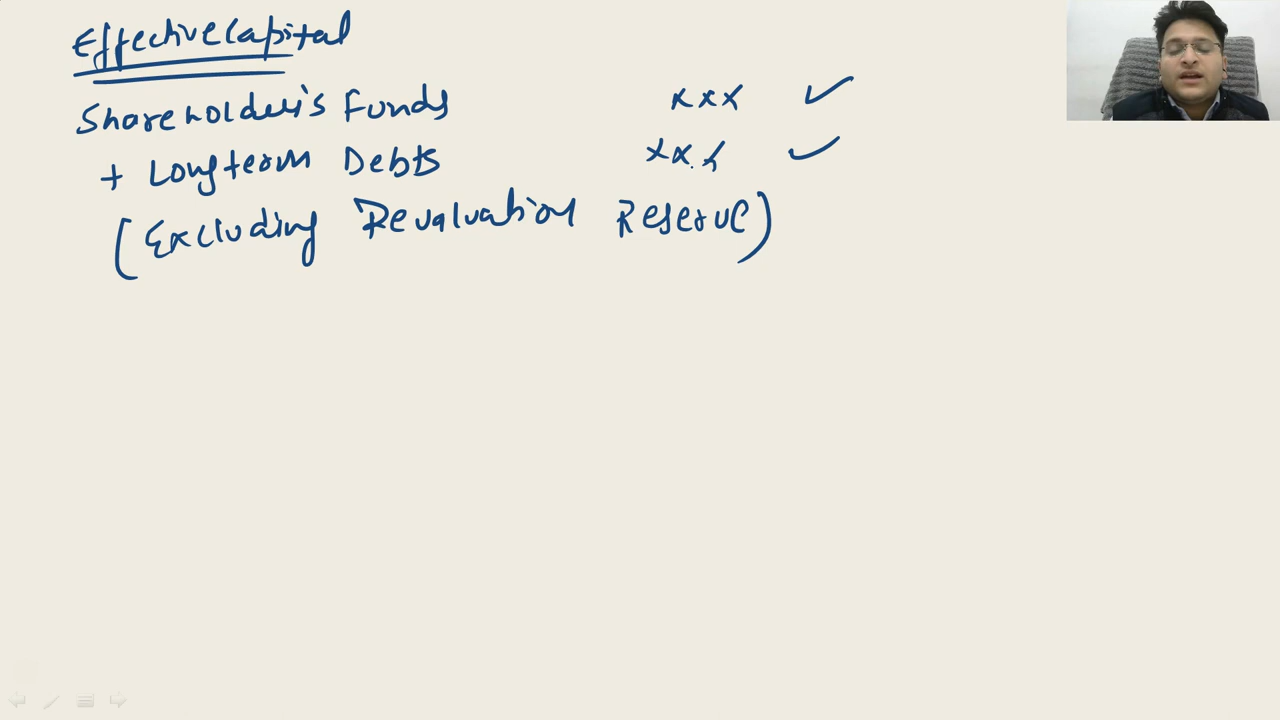 Effective Capital
Shareholder's Funds xxx ✓
+ Longterm Debts xxx ✓
(Excluding Revaluation Reserve)